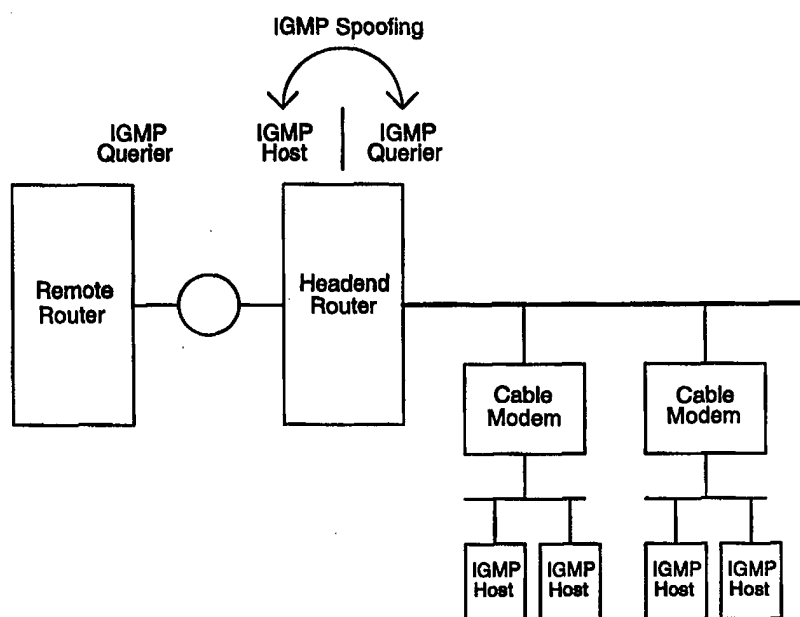 IGMP Spoofing
IGMP
Querier
IGMP
Host
IGMP
Querier
Remote
Router
Headend
Router
Cable
Modem
Cable
Modem
IGMP
Host
IGMP
Host
IGMP
Host
IGMP
Host